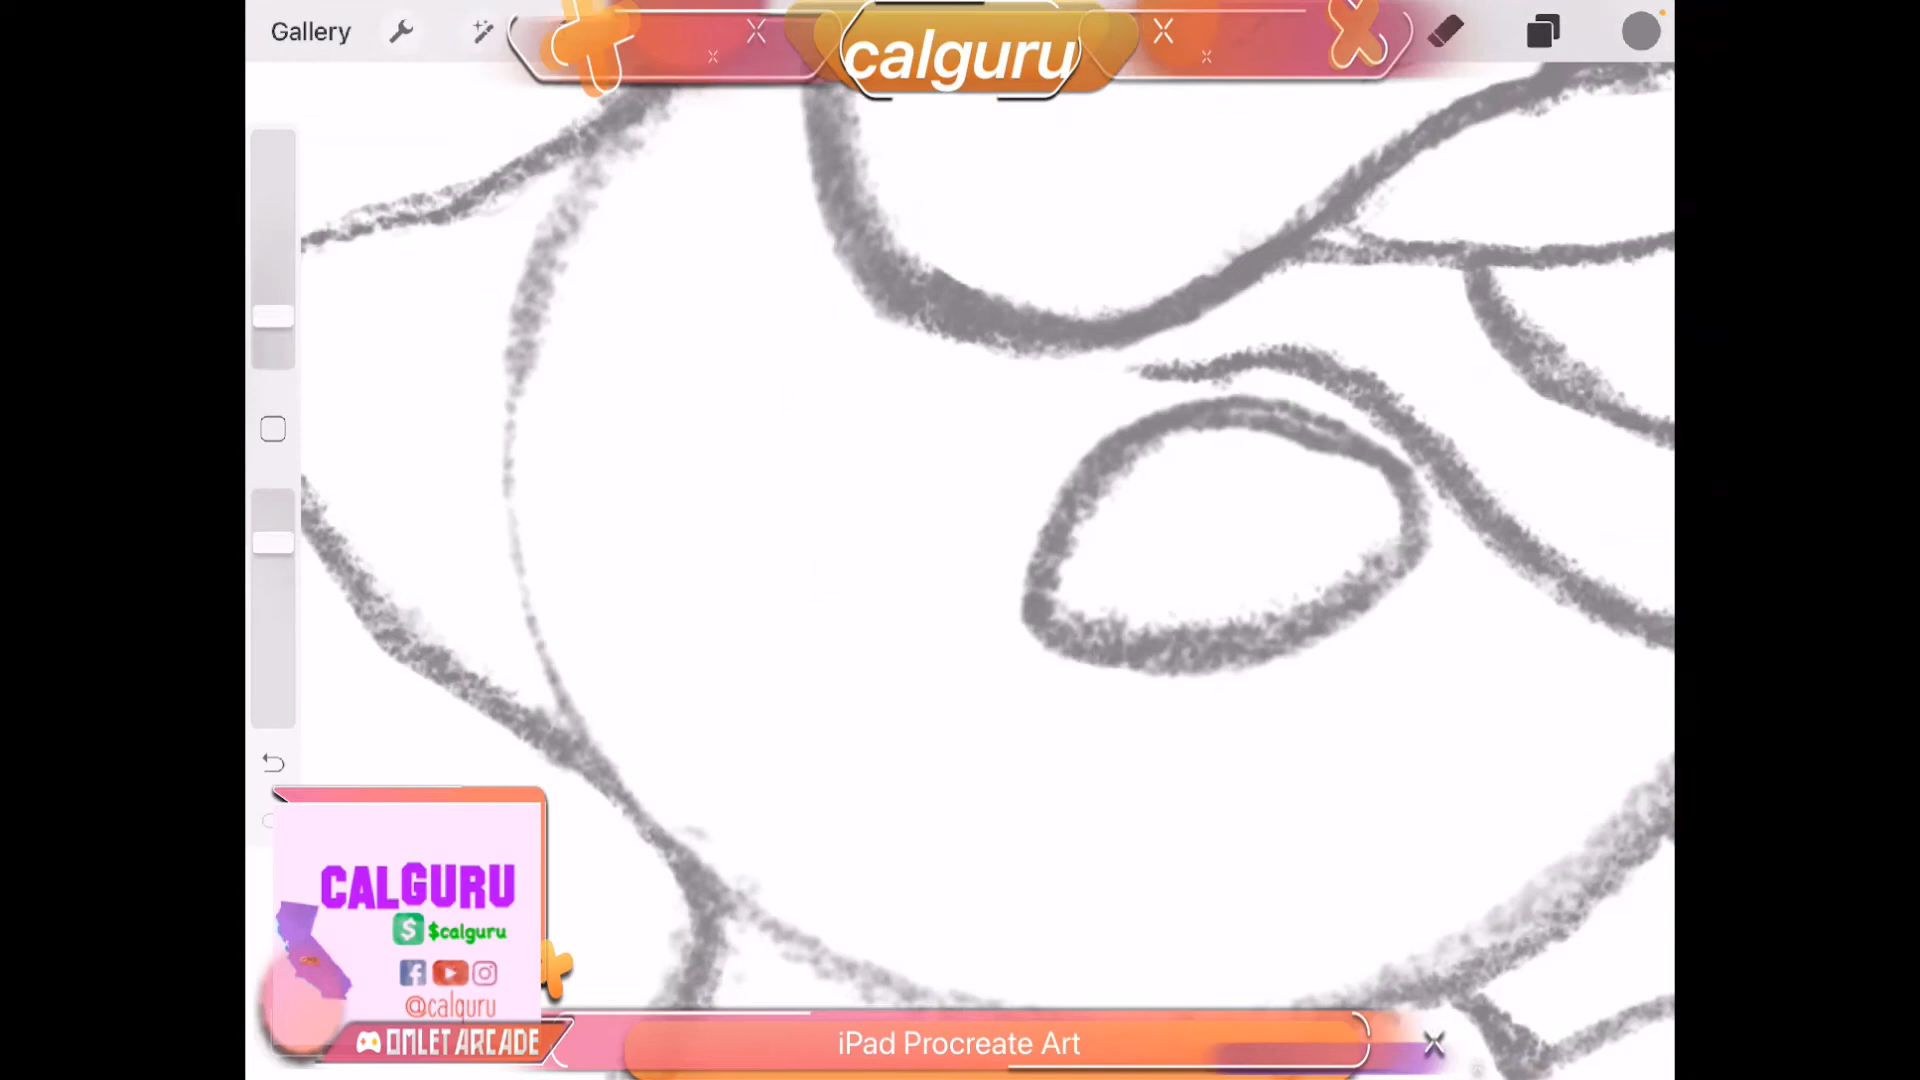 Gallery
calguru
CALGURU
$ $calguru
@calguru
OMLET ARCADE
iPad Procreate Art